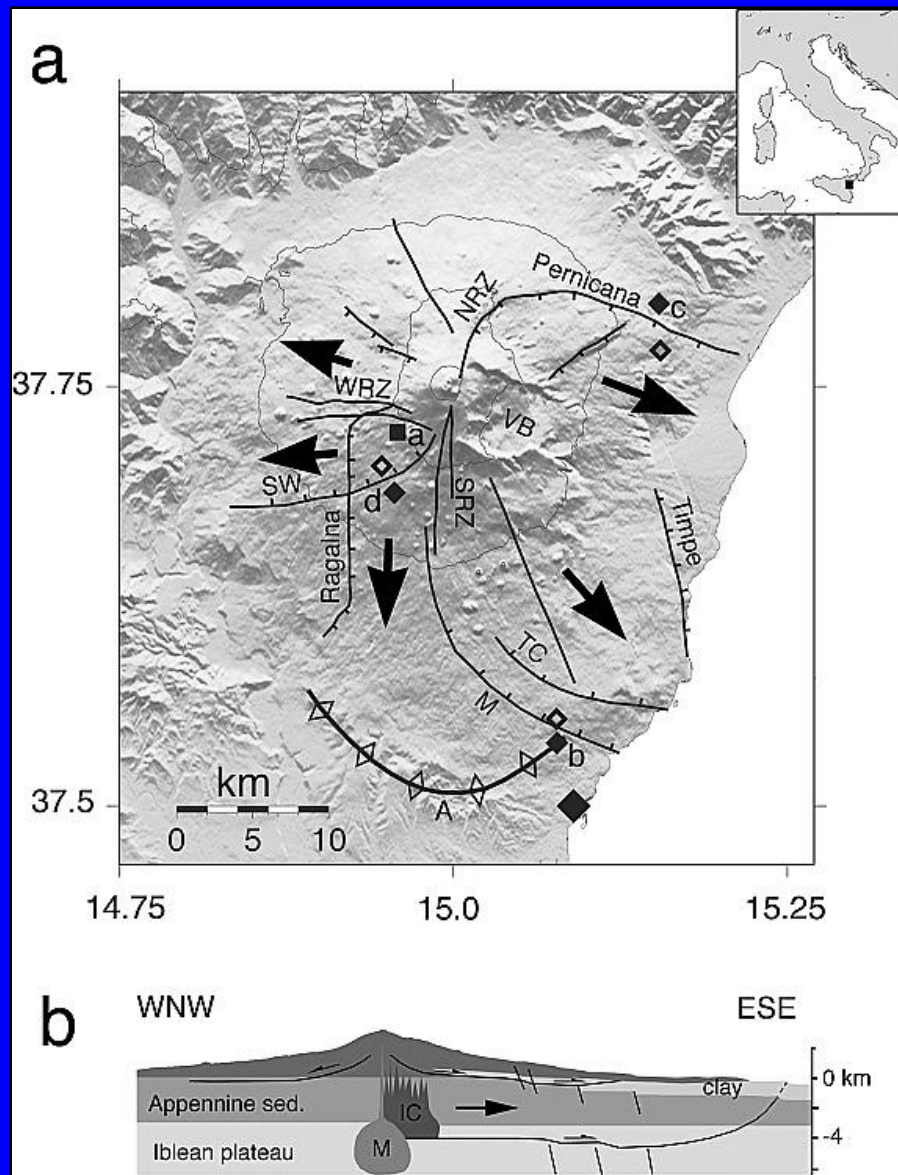 a
Pernicana
c
NRZ
37.75
WRZ
VB
a
SW
d
SRZ
Ragalna
Timpe
TC
M
b
km
A
37.5
0 5 10
14.75 15.0 15.25
b
WNW ESE
0 km
clay
Appennine sed.
IC
-4
M
Iblean plateau